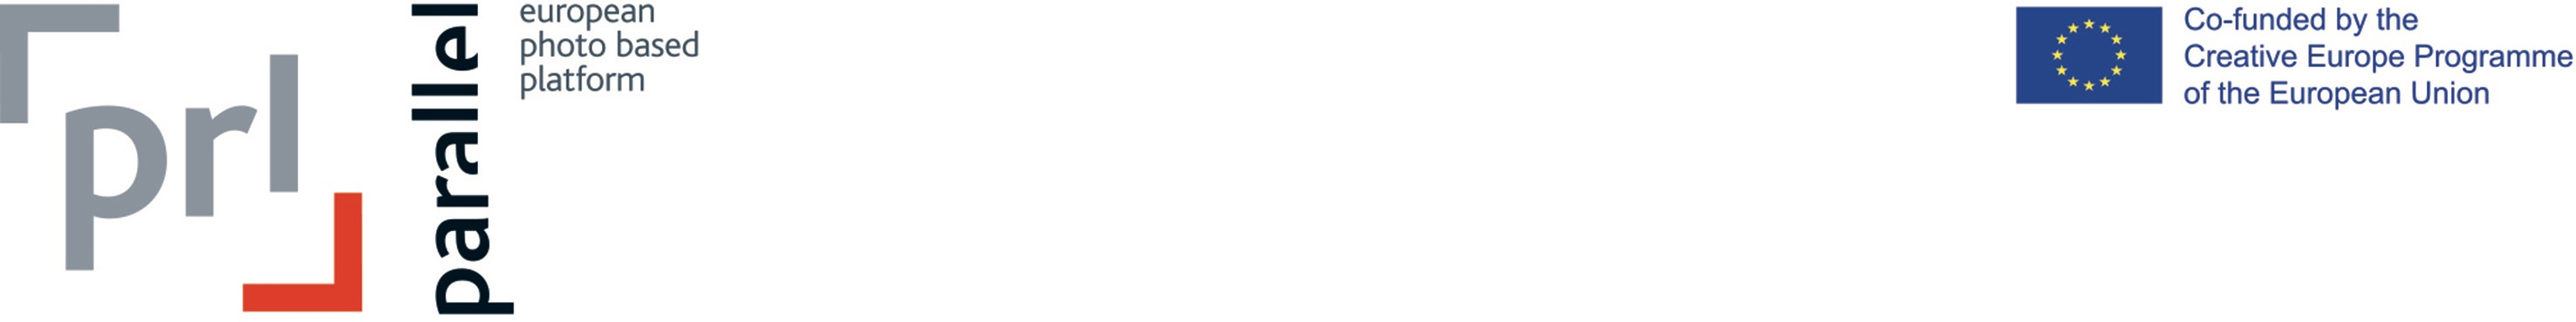 prl
parallel
european
photo based
platform
Co-funded by the
Creative Europe Programme
of the European Union